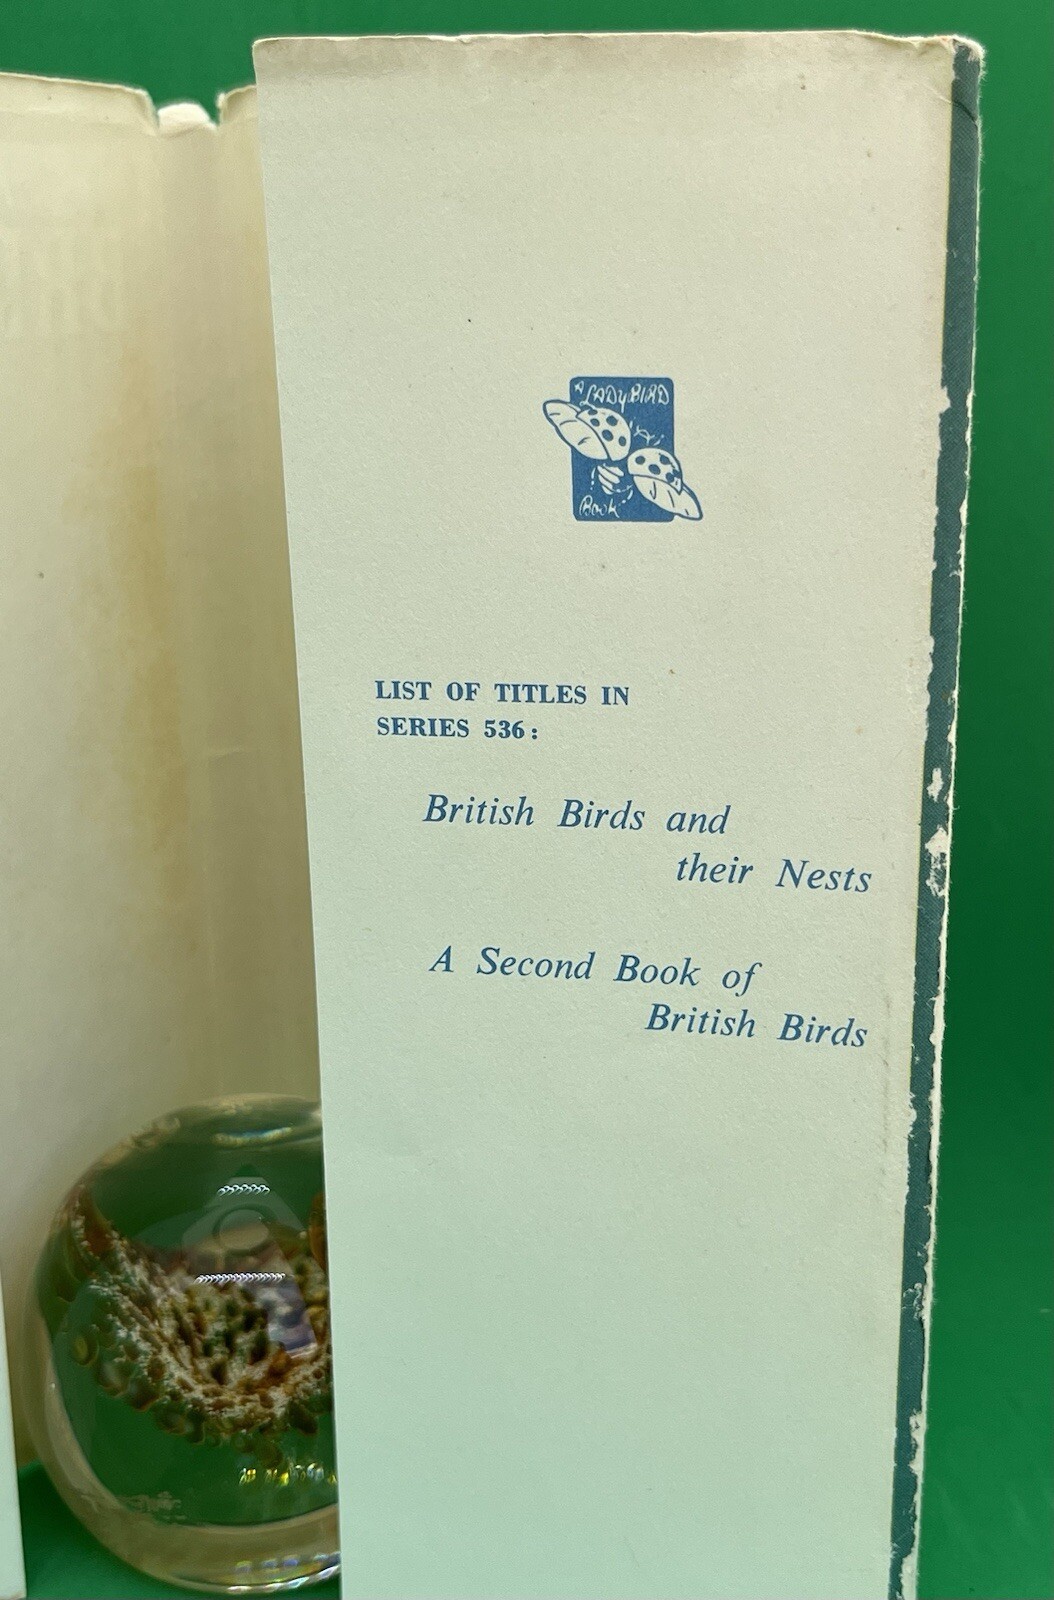 A LADYBIRD
Book
LIST OF TITLES IN
SERIES 536:
British Birds and
their Nests
A Second Book of
British Birds